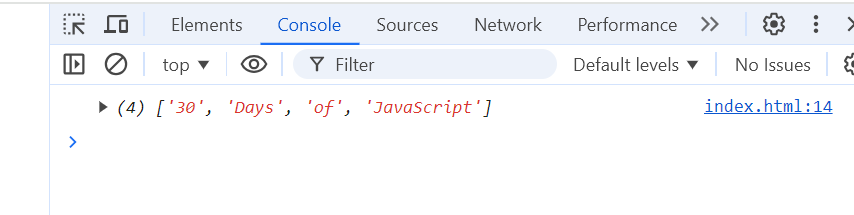 Elements Console Sources Network Performance
top Filter Default levels No Issues
(4) ['30', 'Days', 'of', 'JavaScript'] index.html:14